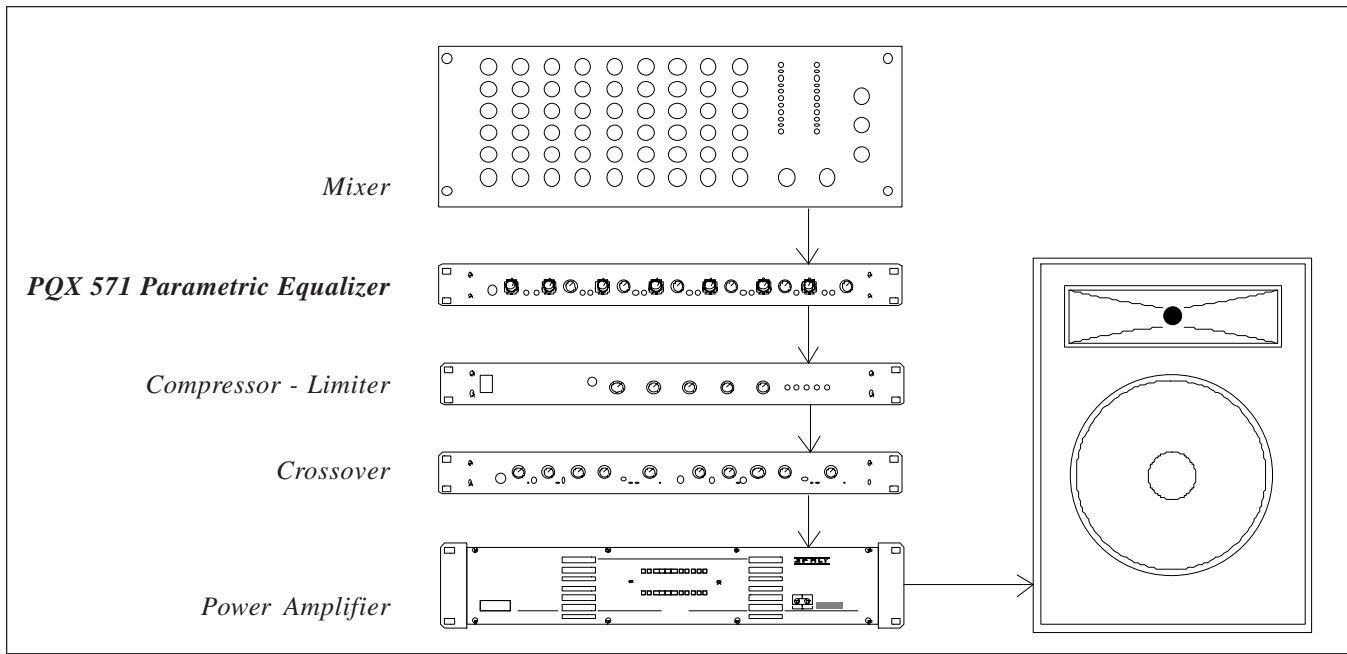 Mixer
PQX 571 Parametric Equalizer
Compressor - Limiter
Crossover
Power Amplifier